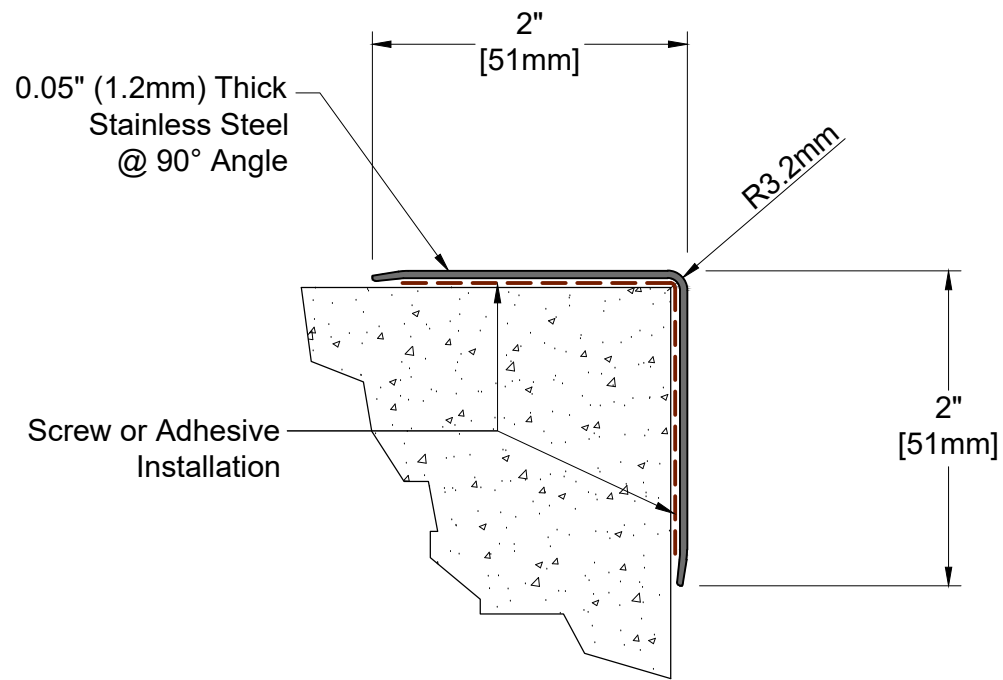 2"
[51mm]
0.05" (1.2mm) Thick
Stainless Steel
@ 90° Angle
R3.2mm
2"
[51mm]
Screw or Adhesive
Installation